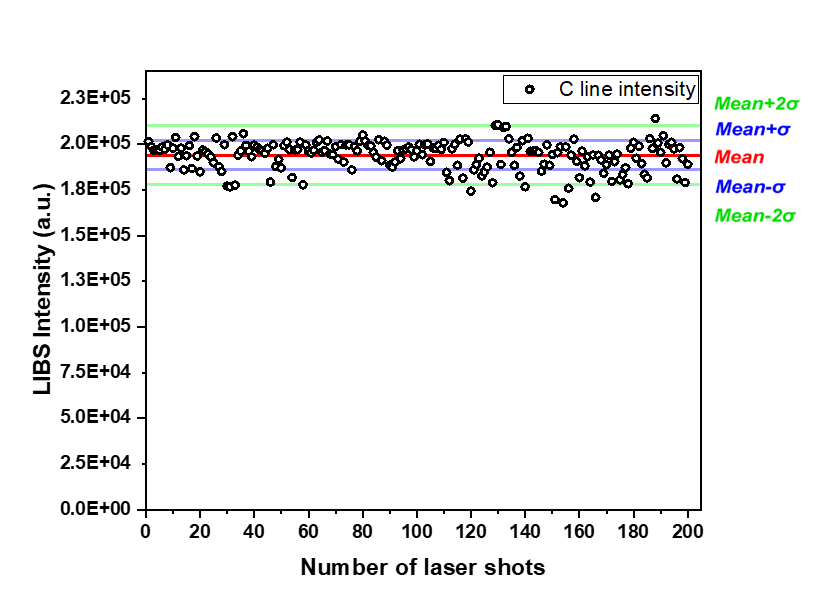 C line intensity
Mean+2σ
Mean+σ
Mean
Mean-σ
Mean-2σ
2.3E+05
2.0E+05
1.8E+05
1.5E+05
1.3E+05
1.0E+05
7.5E+04
5.0E+04
2.5E+04
0.0E+00
LIBS Intensity (a.u.)
0 20 40 60 80 100 120 140 160 180 200
Number of laser shots